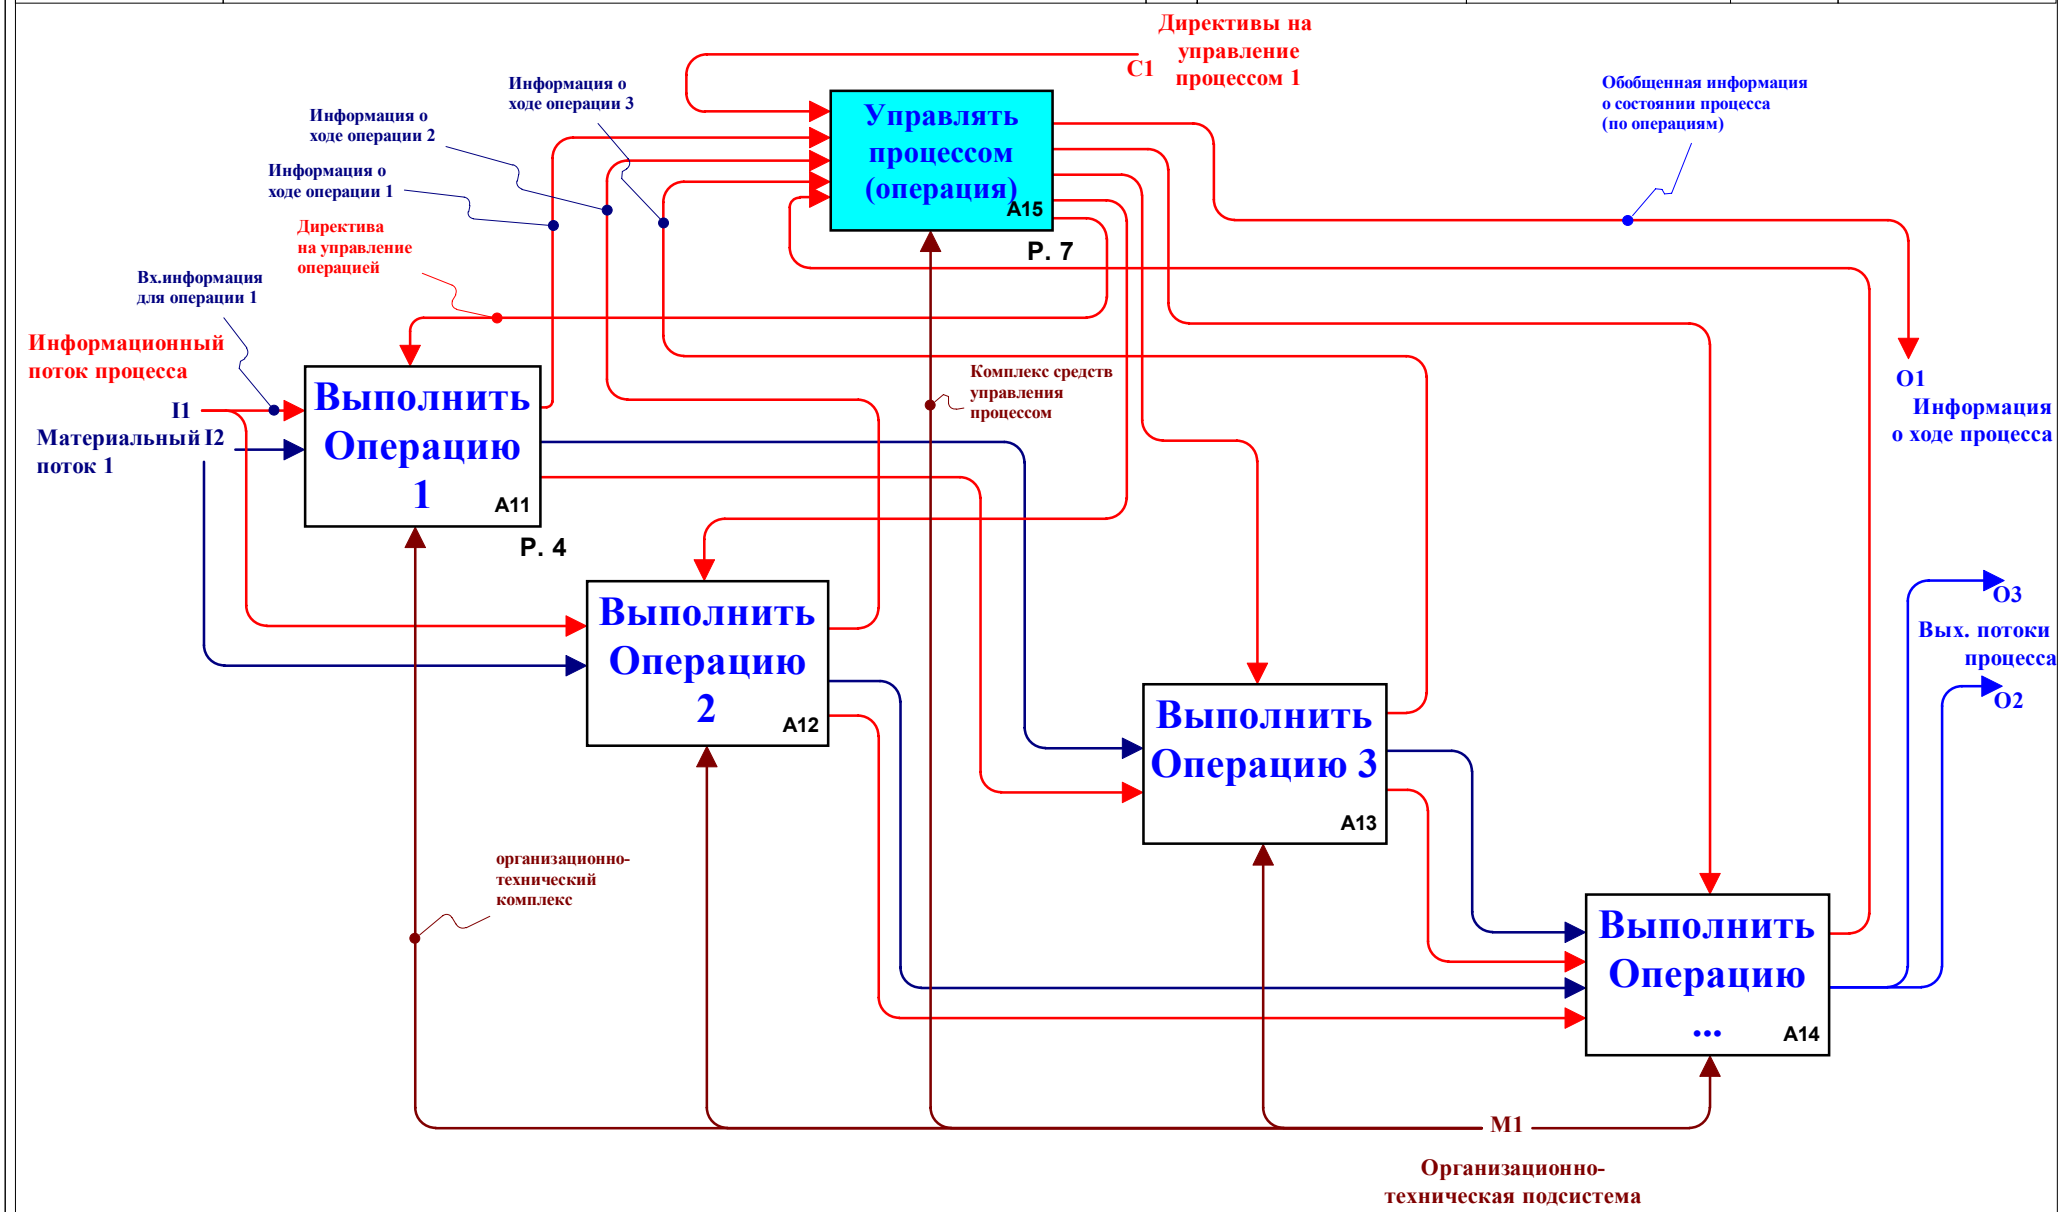 Директивы на
управление
процессом 1
C1
Информация о
ходе операции 3
Информация о
ходе операции 2
Информация о
ходе операции 1
Обобщенная информация
о состоянии процесса
(по операциям)
Управлять
процессом
(операция)
A15
P. 7
Директива
на управление
операцией
Вх.информация
для операции 1
Информационный
поток процесса
I1
Материальный I2
поток 1
Выполнить
Операцию
1
A11
P. 4
Комплекс средств
управления
процессом
O1
Информация
о ходе процесса
Выполнить
Операцию
2
A12
O3
Вых. потоки
процесса
O2
Выполнить
Операцию 3
A13
организационно-
технический
комплекс
Выполнить
Операцию
...
A14
M1
Организационно-
техническая подсистема